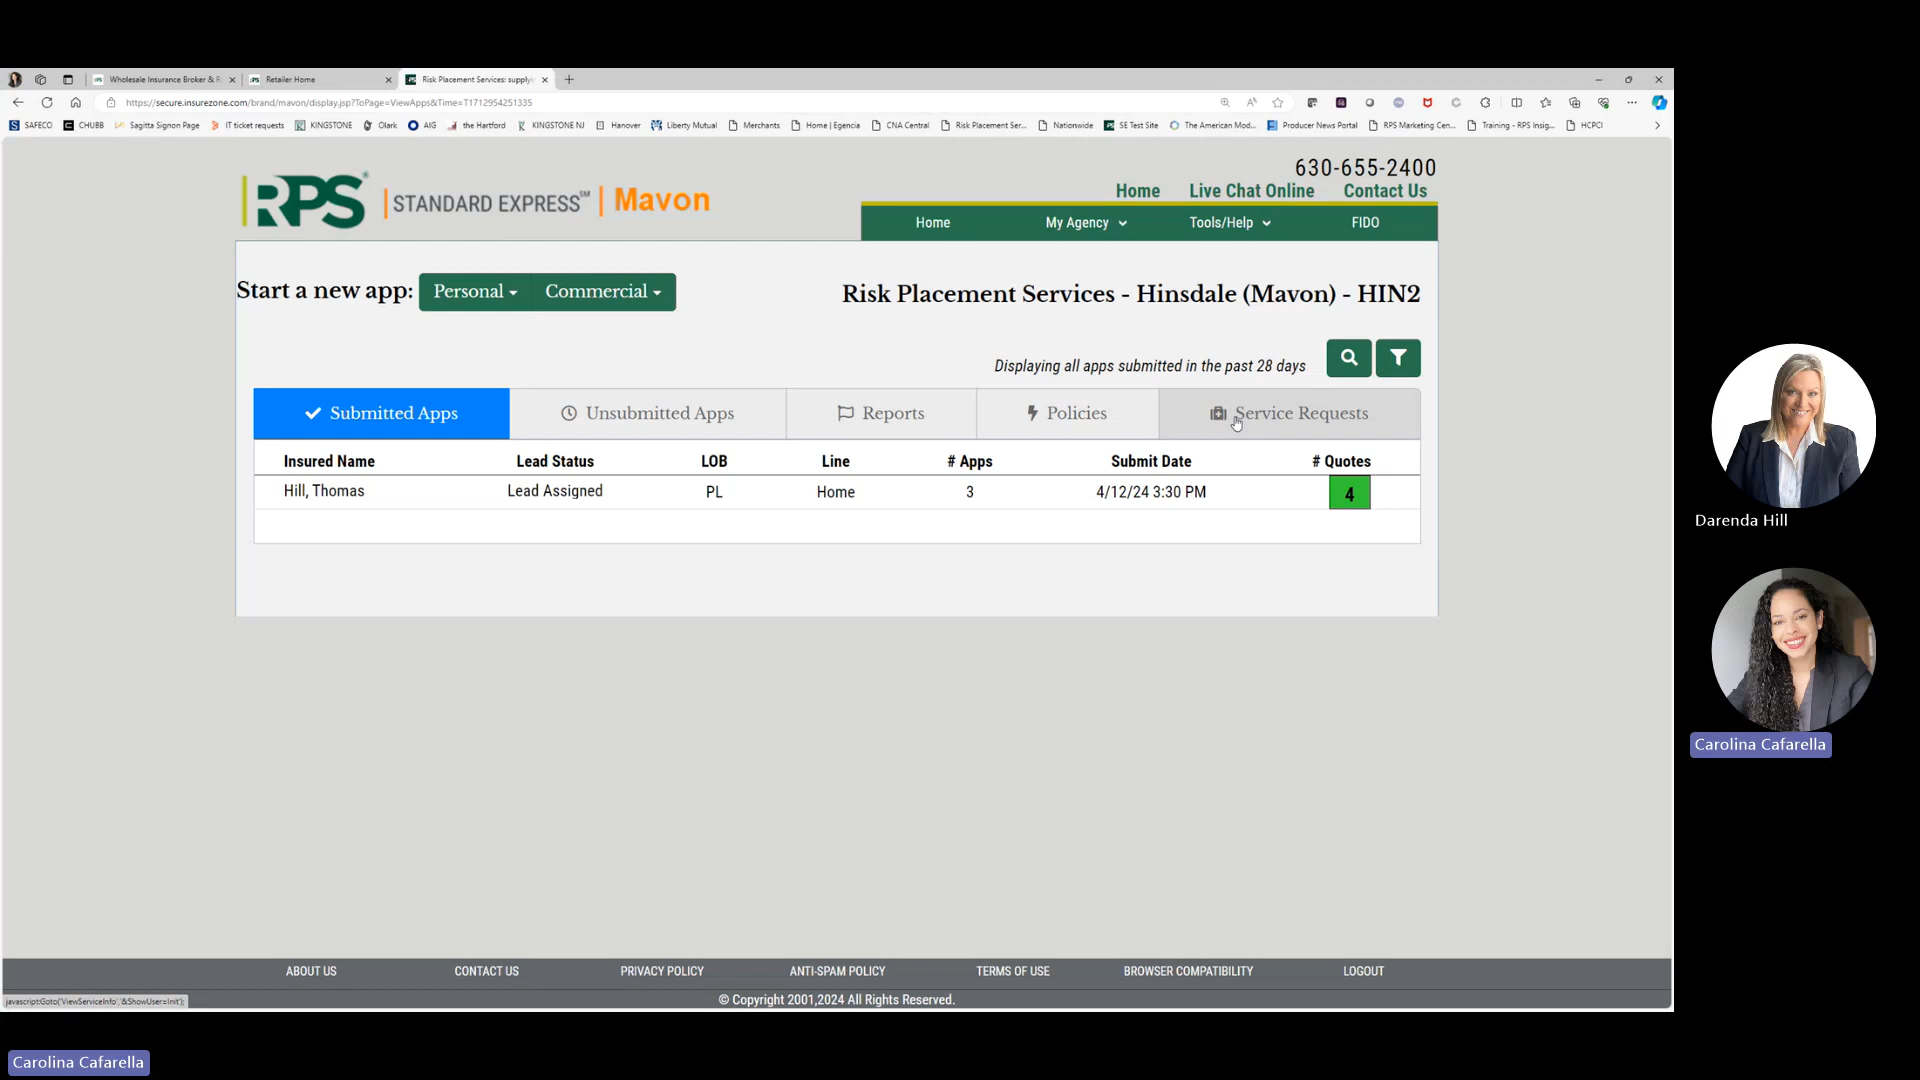 Wholesale Insurance Broker & R
Retailer Home
Risk Placement Services: supplyi
https://secure.insurezone.com/brand/mavon/display.jsp?ToPage=ViewApps&Time=T1712954251335
SAFECO CHUBB Sagitta Signon Page IT ticket requests KINGSTONE Olark AIG the Hartford KINGSTONE NJ Hanover Liberty Mutual Merchants Home | Egencia CNA Central Risk Placement Ser... Nationwide SE Test Site The American Mod... Producer News Portal RPS Marketing Cen... Training - RPS Insig... HCPCI
630-655-2400
RPS® | STANDARD EXPRESS℠ | Mavon
Home Live Chat Online Contact Us
Home My Agency Tools/Help FIDO
Start a new app: Personal Commercial
Risk Placement Services - Hinsdale (Mavon) - HIN2
Displaying all apps submitted in the past 28 days
Submitted Apps Unsubmitted Apps Reports Policies Service Requests
Insured Name Lead Status LOB Line # Apps Submit Date # Quotes
Hill, Thomas Lead Assigned PL Home 3 4/12/24 3:30 PM 4
Darenda Hill
Carolina Cafarella
ABOUT US CONTACT US PRIVACY POLICY ANTI-SPAM POLICY TERMS OF USE BROWSER COMPATIBILITY LOGOUT
javascript:Goto('ViewServiceInfo','&ShowUser=Init');
© Copyright 2001,2024 All Rights Reserved.
Carolina Cafarella